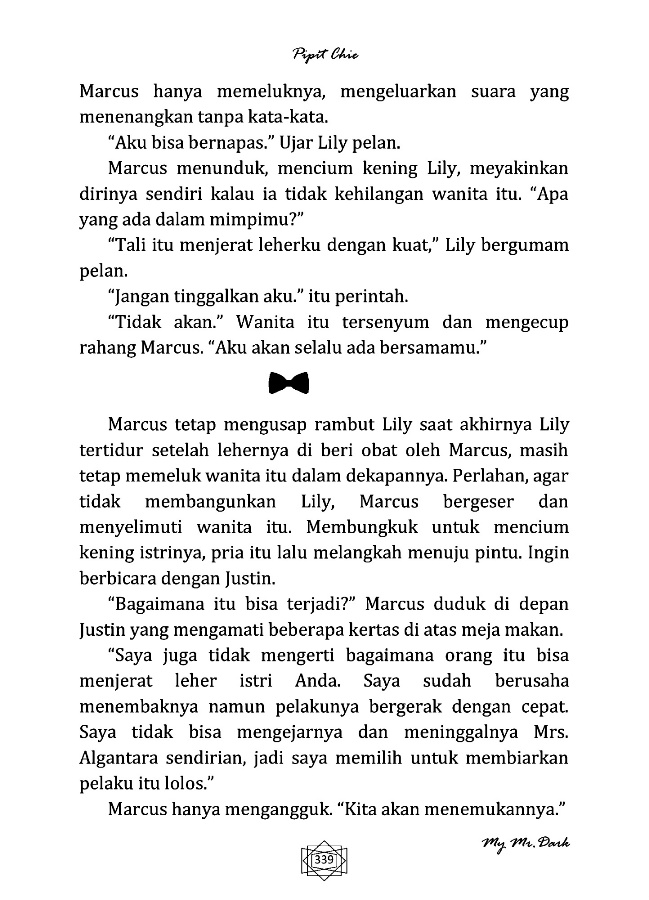 Pipit Chie
Marcus hanya memeluknya, mengeluarkan suara yang
menenangkan tanpa kata-kata.
“Aku bisa bernapas.” Ujar Lily pelan.
Marcus menunduk, mencium kening Lily, meyakinkan
dirinya sendiri kalau ia tidak kehilangan wanita itu. “Apa
yang ada dalam mimpimu?”
“Tali itu menjerat leherku dengan kuat,” Lily bergumam
pelan.
“Jangan tinggalkan aku.” itu perintah.
“Tidak akan.” Wanita itu tersenyum dan mengecup
rahang Marcus. “Aku akan selalu ada bersamamu.”
Marcus tetap mengusap rambut Lily saat akhirnya Lily
tertidur setelah lehernya di beri obat oleh Marcus, masih
tetap memeluk wanita itu dalam dekapannya. Perlahan, agar
tidak membangunkan Lily, Marcus bergeser dan
menyelimuti wanita itu. Membungkuk untuk mencium
kening istrinya, pria itu lalu melangkah menuju pintu. Ingin
berbicara dengan Justin.
“Bagaimana itu bisa terjadi?” Marcus duduk di depan
Justin yang mengamati beberapa kertas di atas meja makan.
“Saya juga tidak mengerti bagaimana orang itu bisa
menjerat leher istri Anda. Saya sudah berusaha
menembaknya namun pelakunya bergerak dengan cepat.
Saya tidak bisa mengejarnya dan meninggalnya Mrs.
Algantara sendirian, jadi saya memilih untuk membiarkan
pelaku itu lolos.”
Marcus hanya mengangguk. “Kita akan menemukannya.”
My Mr. Dark
339